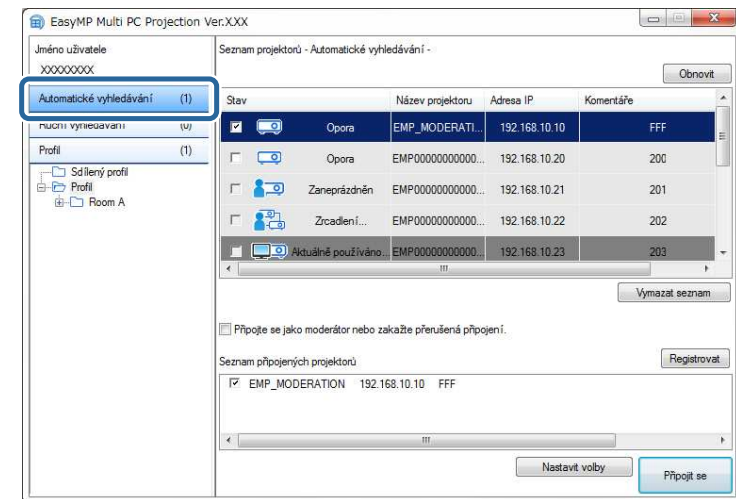 EasyMP Multi PC Projection Ver.XXX
Jméno uživatele
XXXXXXXX
Automatické vyhledávání (1)
Ruční vyhledávání (0)
Profil (1)
Sdílený profil
Profil
Room A
Seznam projektorů - Automatické vyhledávání -
Obnovit
Stav Název projektoru Adresa IP Komentáře
Opora EMP_MODERATI... 192.168.10.10 FFF
Opora EMP00000000000... 192.168.10.20 200
Zaneprázdněn EMP00000000000... 192.168.10.21 201
Zrcadlení... EMP00000000000... 192.168.10.22 202
Aktuálně používáno... EMP00000000000... 192.168.10.23 203
Vymazat seznam
Připojte se jako moderátor nebo zakažte přerušená připojení.
Seznam připojených projektorů
Registrovat
EMP_MODERATION 192.168.10.10 FFF
Nastavit volby
Připojit se